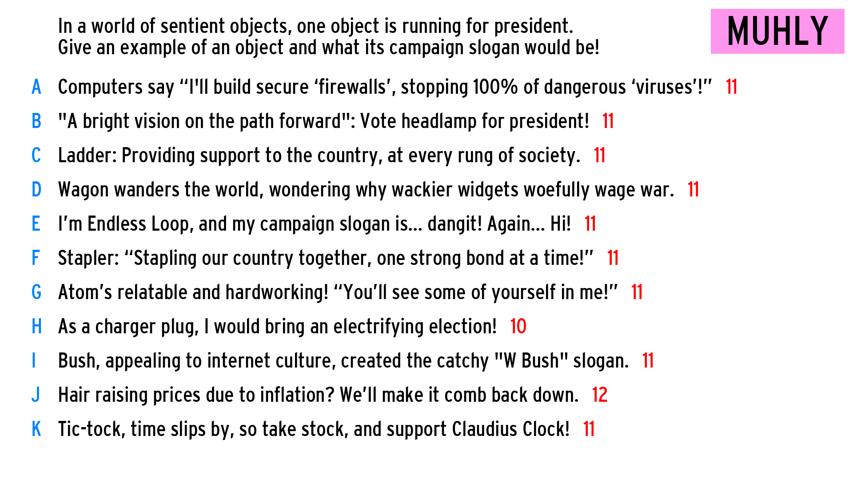 In a world of sentient objects, one object is running for president.
Give an example of an object and what its campaign slogan would be!
MUHLY
A Computers say “I'll build secure ‘firewalls’, stopping 100% of dangerous ‘viruses’!” 11
B "A bright vision on the path forward": Vote headlamp for president! 11
C Ladder: Providing support to the country, at every rung of society. 11
D Wagon wanders the world, wondering why wackier widgets woefully wage war. 11
E I’m Endless Loop, and my campaign slogan is... dangit! Again... Hi! 11
F Stapler: “Stapling our country together, one strong bond at a time!” 11
G Atom’s relatable and hardworking! “You’ll see some of yourself in me!” 11
H As a charger plug, I would bring an electrifying election! 10
I Bush, appealing to internet culture, created the catchy "W Bush" slogan. 11
J Hair raising prices due to inflation? We’ll make it comb back down. 12
K Tic-tock, time slips by, so take stock, and support Claudius Clock! 11